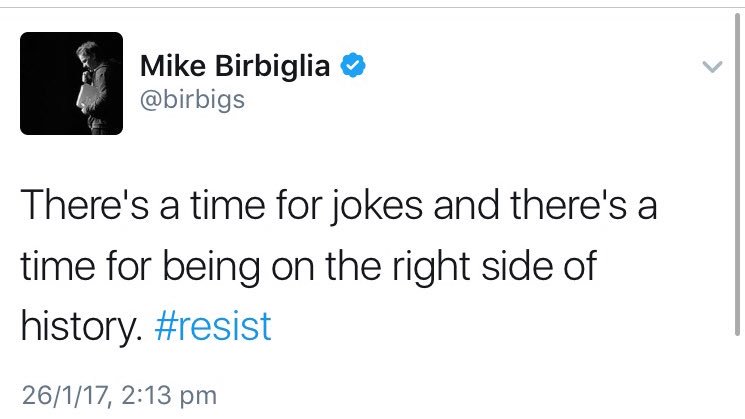 Mike Birbiglia
@birbigs
There's a time for jokes and there's a
time for being on the right side of
history. #resist
26/1/17, 2:13 pm